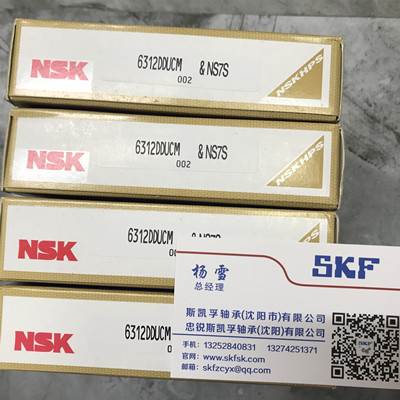 NSK
6312DDUCM & NS7S
002
NSKHPS
NSK
6312DDUCM & NS7S
002
NSKHPS
NSK
6312DDUCM
NSK
6312DDUCM
杨雪
总经理
SKF
斯凯孚轴承(沈阳市)有限公司
忠锐斯凯孚轴承(沈阳)有限公司
手机：13252840831 13274251371
网址：www.skfsk.com
邮箱：skfzcyx@qq.com
SKF